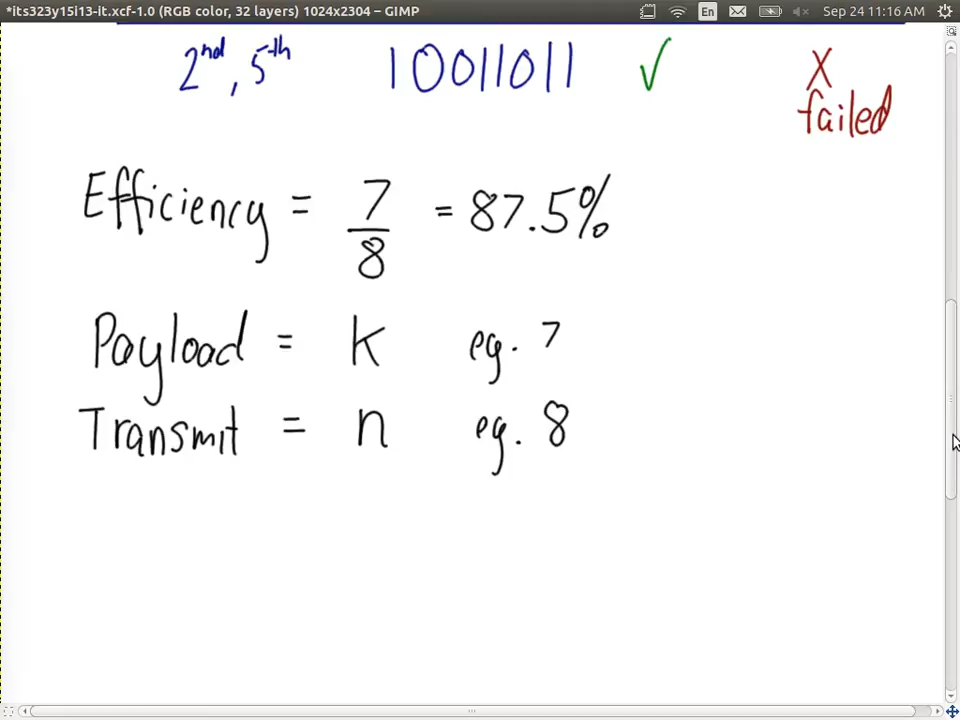 *its323y15i13-it.xcf-1.0 (RGB color, 32 layers) 1024x2304 – GIMP En Sep 24 11:16 AM
2nd, 5th 10011011 ✓ X
failed
Efficiency = 7/8 = 87.5%
Payload = k eg. 7
Transmit = n eg. 8